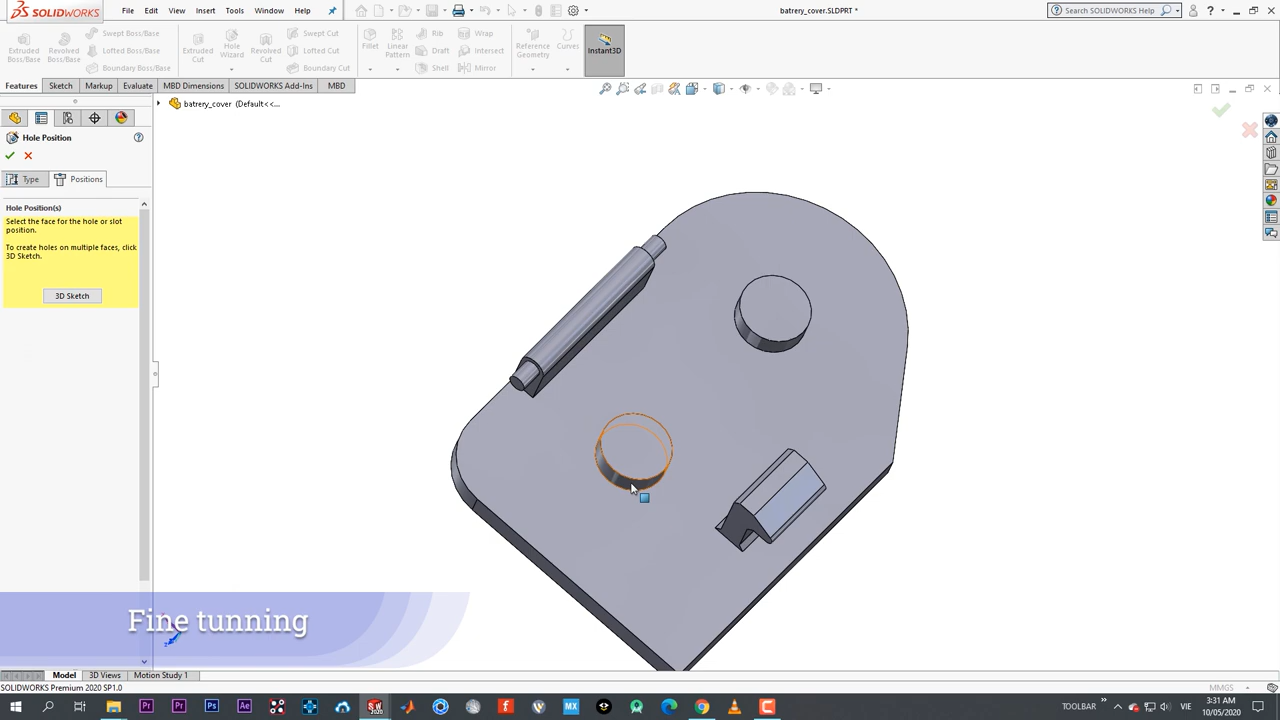 SOLIDWORKS
File Edit View Insert Tools Window Help
batrery_cover.SLDPRT *
Search SOLIDWORKS Help
Extruded Boss/Base
Revolved Boss/Base
Swept Boss/Base
Lofted Boss/Base
Boundary Boss/Base
Extruded Cut
Hole Wizard
Revolved Cut
Swept Cut
Lofted Cut
Boundary Cut
Fillet
Linear Pattern
Rib
Draft
Shell
Wrap
Intersect
Mirror
Reference Geometry
Curves
Instant3D
Features Sketch Markup Evaluate MBD Dimensions SOLIDWORKS Add-Ins MBD
batrery_cover (Default<<...
Hole Position
Type Positions
Hole Position(s)
Select the face for the hole or slot
position.
To create holes on multiple faces, click
3D Sketch.
3D Sketch
Fine tunning
Model 3D Views Motion Study 1
SOLIDWORKS Premium 2020 SP1.0
MMGS
TOOLBAR
VIE
3:31 AM
10/05/2020